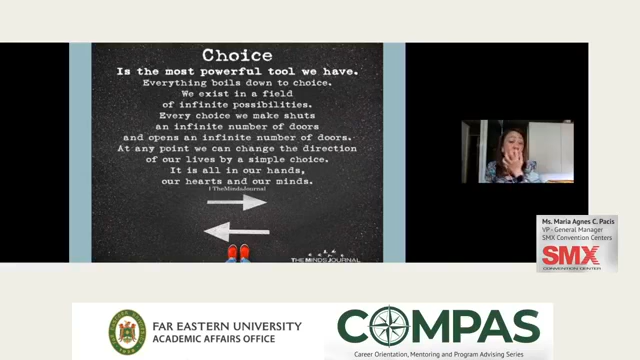 Choice
Is the most powerful tool we have.
Everything boils down to choice.
We exist in a field
of infinite possibilities.
Every choice we make shuts
an infinite number of doors
and opens an infinite number of doors.
At any point we can change the direction
of our lives by a simple choice.
It is all in our hands,
our hearts and our minds.
| TheMindsJournal
THEMINDSJOURNAL
Ms. Maria Agnes C. Pacis
VP - General Manager
SMX Convention Centers
SMX
CONVENTION CENTER
FAR EASTERN UNIVERSITY
ACADEMIC AFFAIRS OFFICE
COMPAS
Career Orientation, Mentoring and Program Advising Series